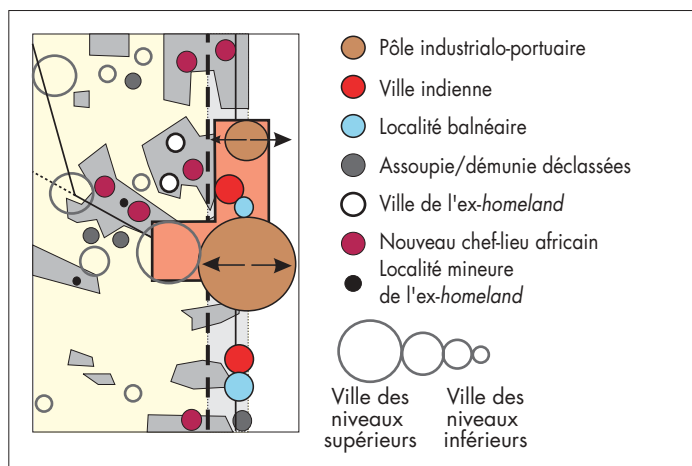 Pôle industrialo-portuaire
Ville indienne
Localité balnéaire
Assoupie/démunie déclassées
Ville de l'ex-homeland
Nouveau chef-lieu africain
Localité mineure
de l'ex-homeland
Ville des
niveaux
supérieurs
Ville des
niveaux
inférieurs